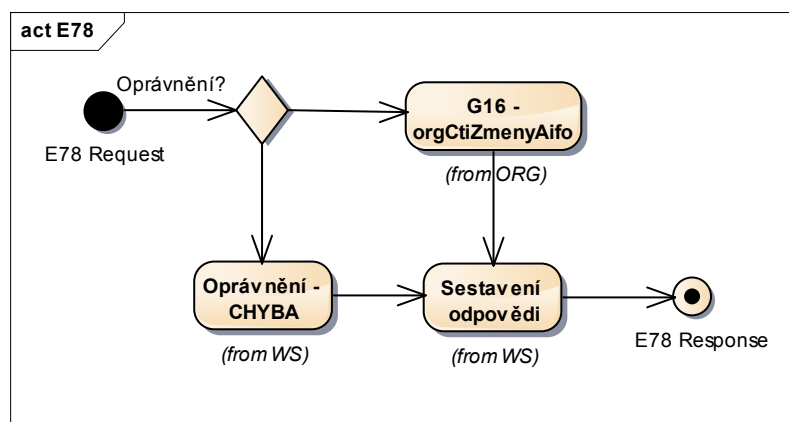 act E78
Oprávnění?
E78 Request
G16 -
orgCtiZmenyAifo
(from ORG)
Oprávnění -
CHYBA
(from WS)
Sestavení
odpovědi
(from WS)
E78 Response